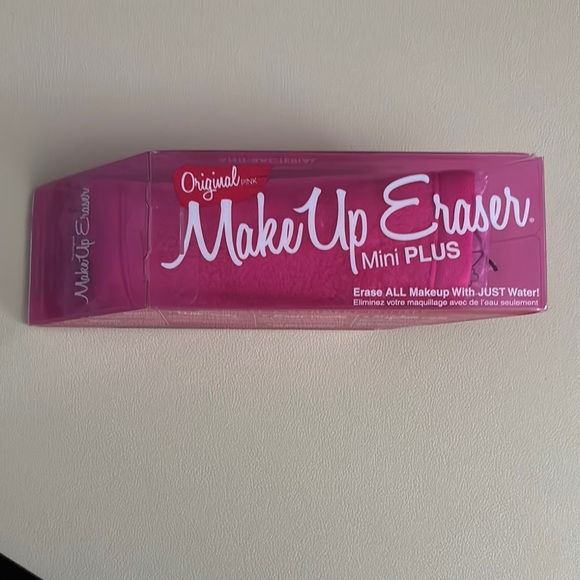 Original PINK
MakeUp Eraser®
Mini PLUS
Erase ALL Makeup With JUST Water!
Eliminez votre maquillage avec de l'eau seulement
MakeUp Eraser